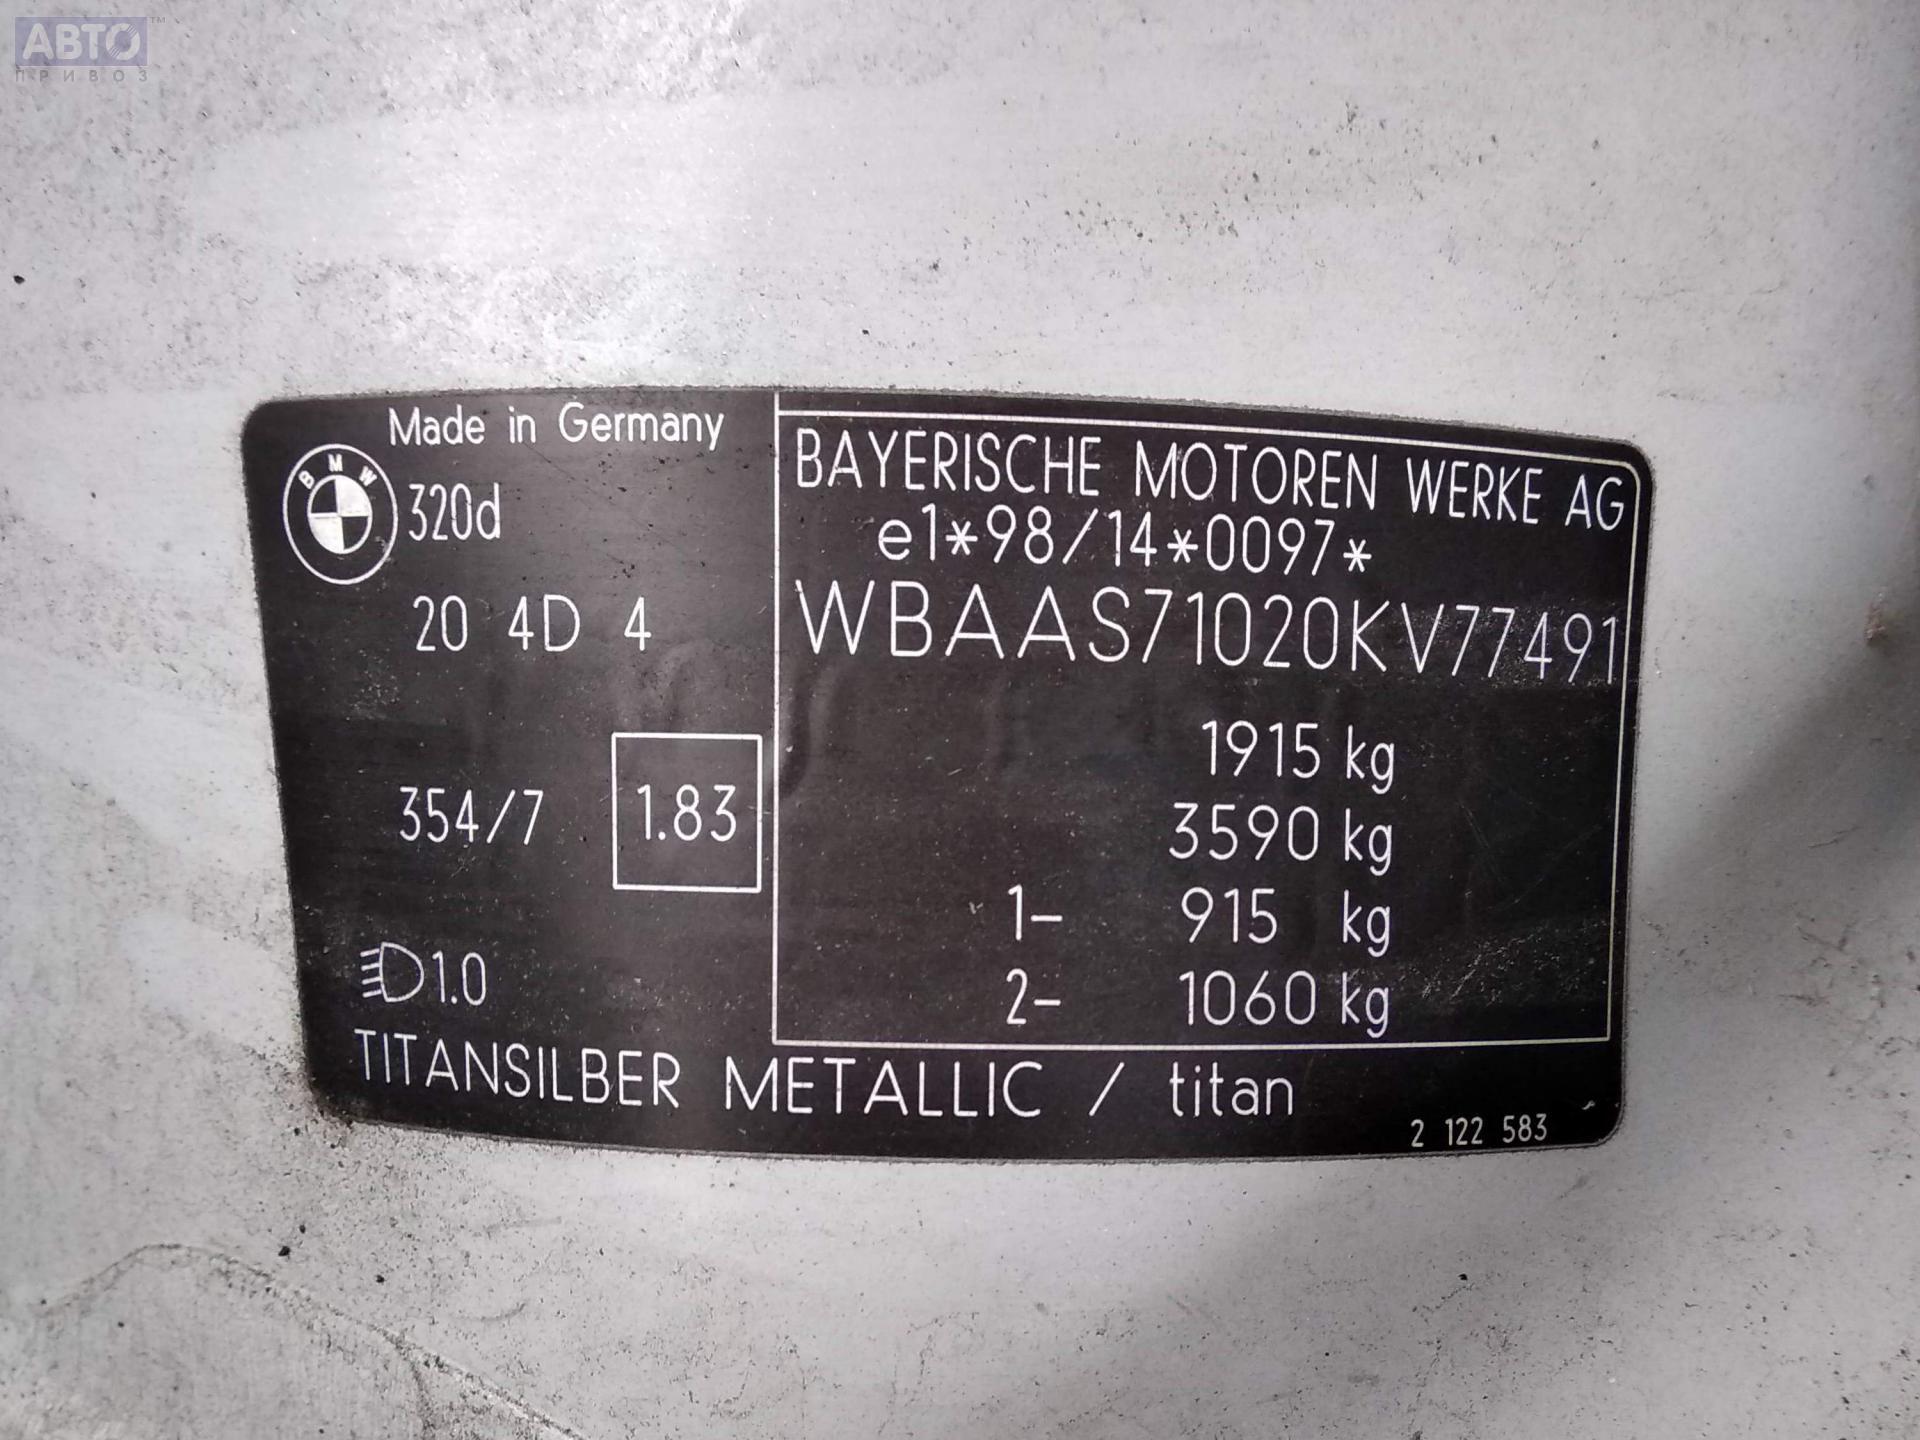 АВТО™
ПРИВОЗ
Made in Germany
BMW
320d
20 4D 4
354/7 1.83
1.0
BAYERISCHE MOTOREN WERKE AG
e1*98/14*0097*
WBAAS71020KV77491
1915 kg
3590 kg
1- 915 kg
2- 1060 kg
TITANSILBER METALLIC / titan
2 122 583